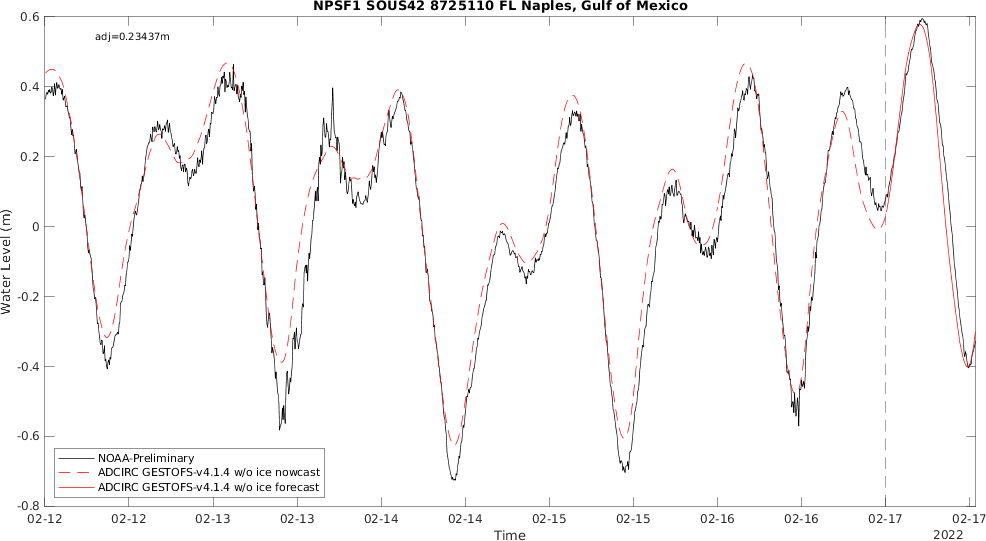 NPSF1 SOUS42 8725110 FL Naples, Gulf of Mexico
adj=0.23437m
0.6
0.4
0.2
0
-0.2
-0.4
-0.6
-0.8
Water Level (m)
NOAA-Preliminary
ADCIRC GESTOFS-v4.1.4 w/o ice nowcast
ADCIRC GESTOFS-v4.1.4 w/o ice forecast
02-12 02-12 02-13 02-13 02-14 02-14 02-15 02-15 02-16 02-16 02-17 02-17
Time
2022